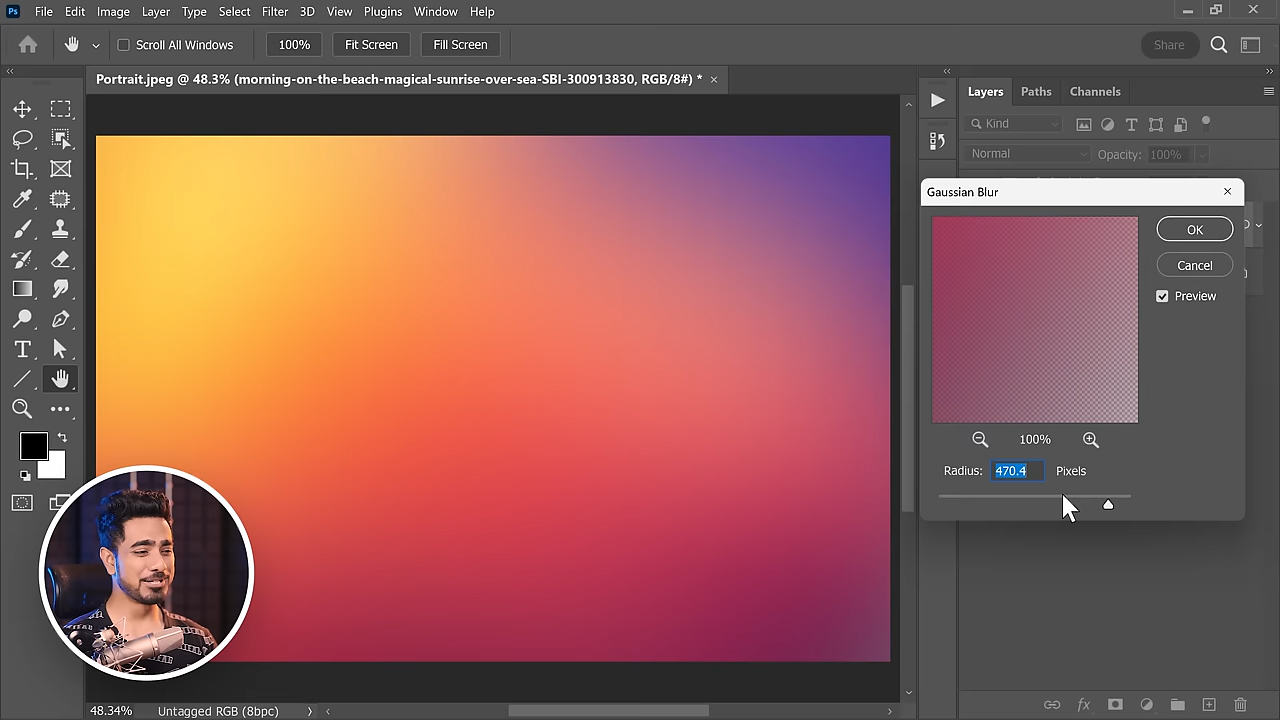 Ps File Edit Image Layer Type Select Filter 3D View Plugins Window Help
Scroll All Windows 100% Fit Screen Fill Screen Share
Portrait.jpeg @ 48.3% (morning-on-the-beach-magical-sunrise-over-sea-SBI-300913830, RGB/8#) *
Layers Paths Channels
Kind
Normal Opacity: 100%
Gaussian Blur
OK
Cancel
Preview
100%
Radius: 470.4 Pixels
48.34% Untagged RGB (8bpc)
fx